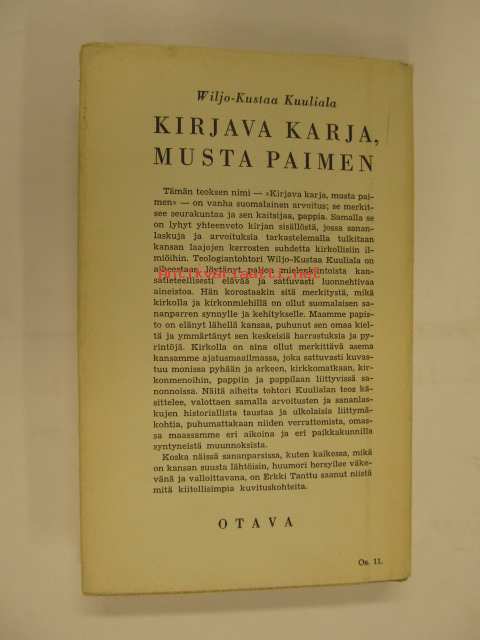 Wiljo-Kustaa Kuuliala
KIRJAVA KARJA,
MUSTA PAIMEN
Tämän teoksen nimi — »Kirjava karja, musta pai-
men» — on vanha suomalainen arvoitus; se merkit-
see seurakuntaa ja sen kaitsijaa, pappia. Samalla se
on lyhyt yhteenveto kirjan sisällöstä, jossa sanan-
laskuja ja arvoituksia tarkastelemalla tulkitaan
kansan laajojen kerrosten suhdetta kirkollisiin il-
miöihin. Teologiantohtori Wiljo-Kustaa Kuuliala on
aiheestaan löytänyt paljon mielenkiintoista kan-
satieteellisesti elävää ja sattuvasti luonnehtivaa
aineistoa. Hän korostaakin sitä merkitystä, mikä
kirkolla ja kirkonmiehillä on ollut suomalaisen sa-
nanparren synnylle ja kehitykselle. Maamme papis-
to on elänyt lähellä kansaa, puhunut sen omaa kiel-
tä ja ymmärtänyt sen keskeisiä harrastuksia ja py-
rintöjä. Kirkolla on aina ollut merkittävä asema
kansamme ajatusmaailmassa, joka sattuvasti kuvas-
tuu monissa pyhään ja arkeen, kirkkomatkaan, kir-
konmenoihin, pappiin ja pappilaan liittyvissä sa-
nonnoissa. Näitä aiheita tohtori Kuulialan teos kä-
sittelee, valottaen samalla arvoitusten ja sananlas-
kujen historiallista taustaa ja ulkolaisia liittymä-
kohtia, puhumattakaan niiden verrattomista, omas-
sa maassamme eri aikoina ja eri paikkakunnilla
syntyneistä muunnoksista.
Koska näissä sananparsissa, kuten kaikessa, mikä
on kansan suusta lähtöisin, huumori hersyilee väke-
vänä ja valloittavana, on Erkki Tanttu saanut niistä
mitä kiitollisimpia kuvituskohteita.
OTAVA
Os. 11.